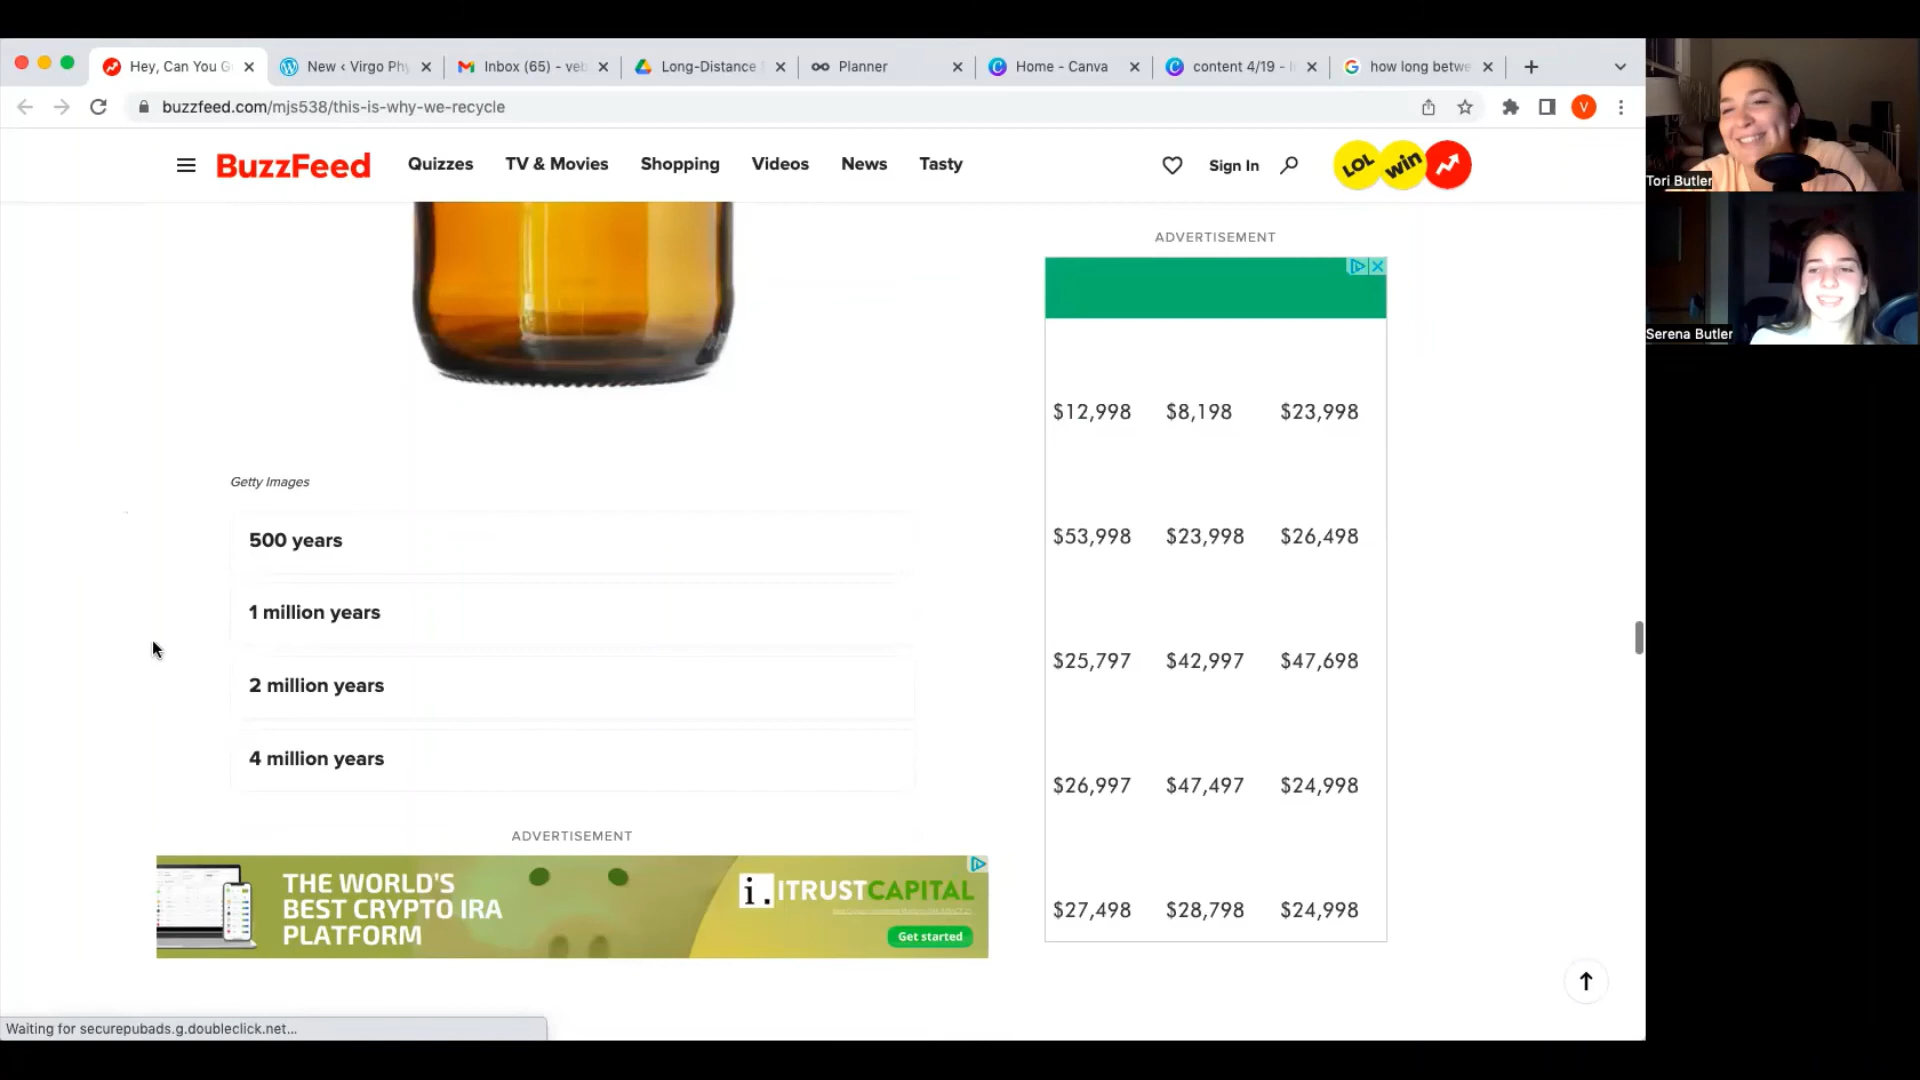 Hey, Can You G
New ‹ Virgo Phy
Inbox (65) - veb
Long-Distance
Planner
Home - Canva
content 4/19 -
how long betwe
buzzfeed.com/mjs538/this-is-why-we-recycle
V
BuzzFeed
Quizzes
TV & Movies
Shopping
Videos
News
Tasty
Sign In
LOL
win
Tori Butler
Serena Butler
Getty Images
500 years
1 million years
2 million years
4 million years
ADVERTISEMENT
THE WORLD'S
BEST CRYPTO IRA
PLATFORM
i. ITRUSTCAPITAL
Get started
ADVERTISEMENT
$12,998 $8,198 $23,998
$53,998 $23,998 $26,498
$25,797 $42,997 $47,698
$26,997 $47,497 $24,998
$27,498 $28,798 $24,998
Waiting for securepubads.g.doubleclick.net...